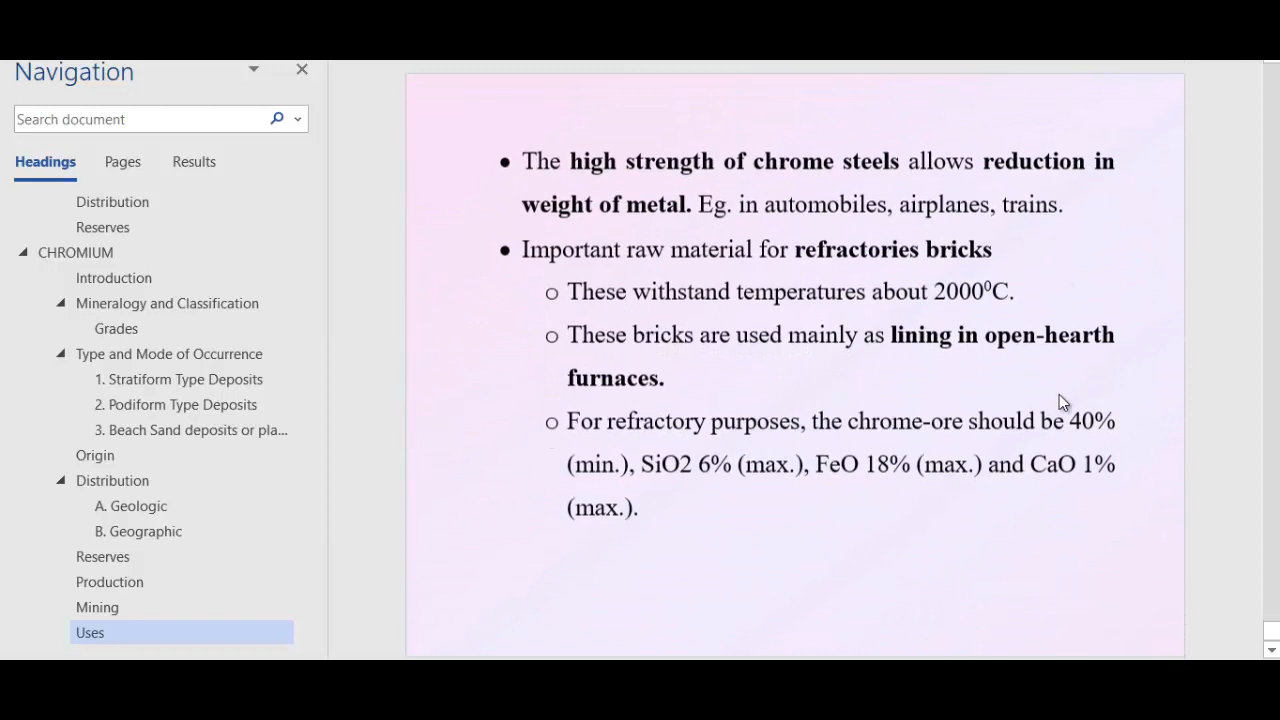 Navigation
Search document
Headings Pages Results
Distribution
Reserves
CHROMIUM
Introduction
Mineralogy and Classification
Grades
Type and Mode of Occurrence
1. Stratiform Type Deposits
2. Podiform Type Deposits
3. Beach Sand deposits or pla...
Origin
Distribution
A. Geologic
B. Geographic
Reserves
Production
Mining
Uses
● The high strength of chrome steels allows reduction in
weight of metal. Eg. in automobiles, airplanes, trains.
● Important raw material for refractories bricks
o These withstand temperatures about 2000⁰C.
o These bricks are used mainly as lining in open-hearth
furnaces.
o For refractory purposes, the chrome-ore should be 40%
(min.), SiO2 6% (max.), FeO 18% (max.) and CaO 1%
(max.).